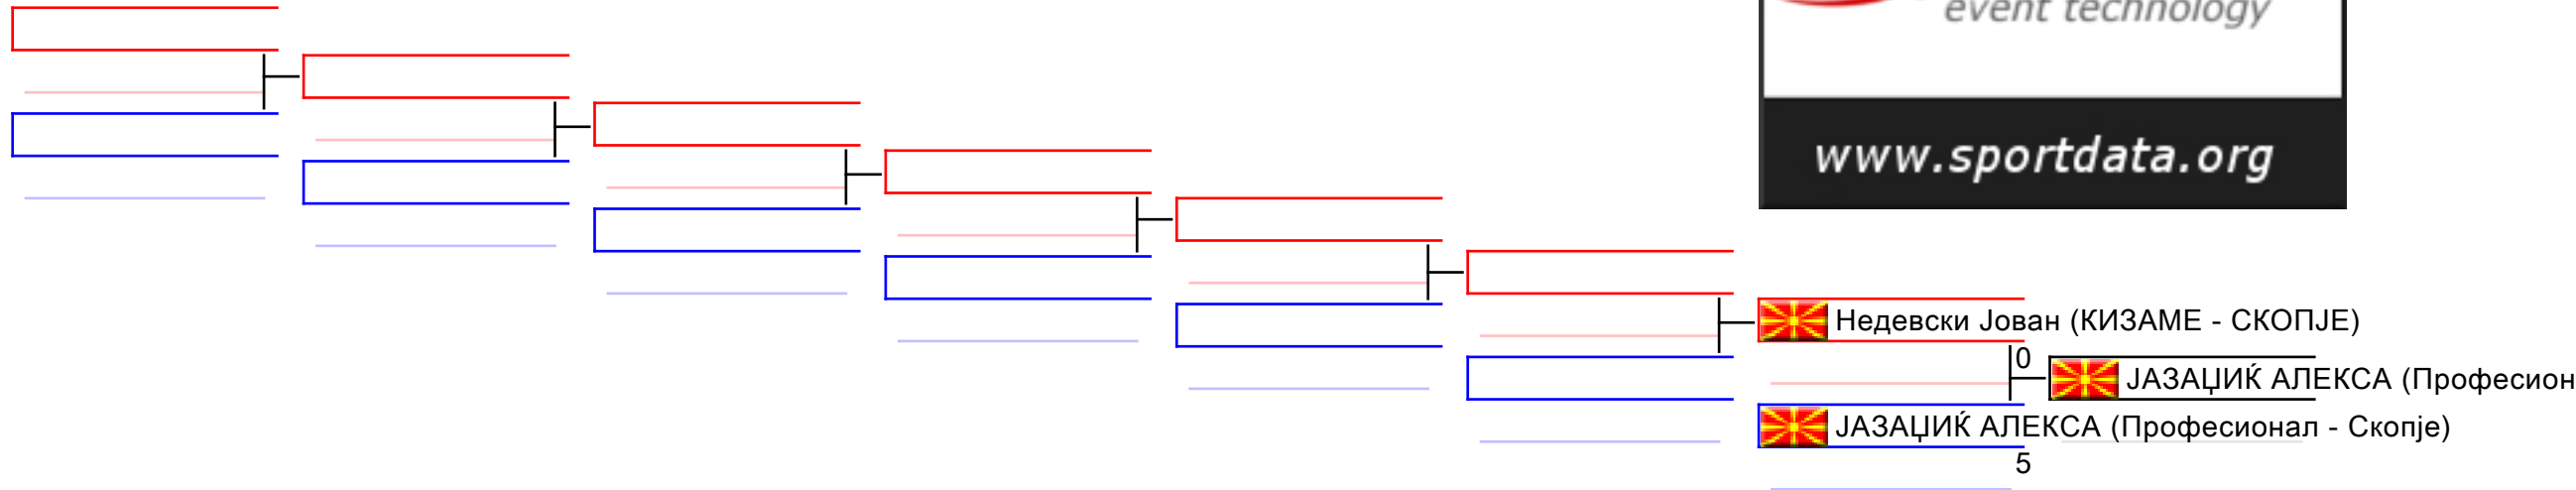 event technology
www.sportdata.org
Недевски Јован (КИЗАМЕ - СКОПЈЕ)
0
ЈАЗАЏИЌ АЛЕКСА (Професион
ЈАЗАЏИЌ АЛЕКСА (Професионал - Скопје)
5